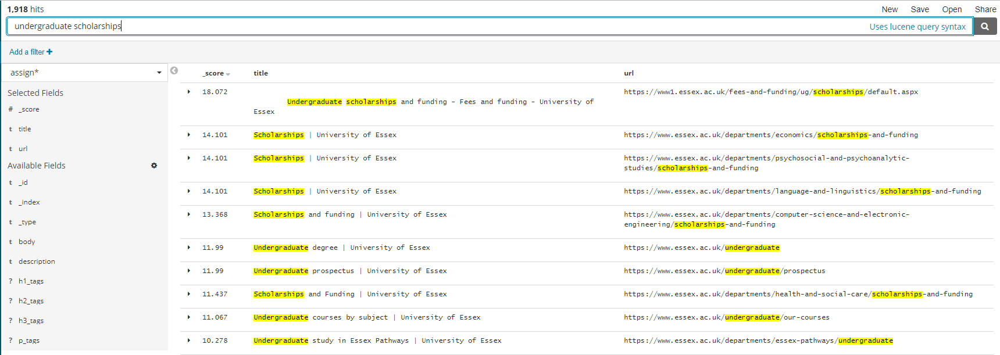 1,918 hits
New Save Open Share
undergraduate scholarships
Uses lucene query syntax
Add a filter
assign*
Selected Fields
# _score
t title
t url
Available Fields
t _id
t _index
t _type
t body
t description
? h1_tags
? h2_tags
? h3_tags
? p_tags
_score title url
18.072 Undergraduate scholarships and funding - Fees and funding - University of
Essex
https://www1.essex.ac.uk/fees-and-funding/ug/scholarships/default.aspx
14.101 Scholarships | University of Essex https://www.essex.ac.uk/departments/economics/scholarships-and-funding
14.101 Scholarships | University of Essex https://www.essex.ac.uk/departments/psychosocial-and-psychoanalytic-
studies/scholarships-and-funding
14.101 Scholarships | University of Essex https://www.essex.ac.uk/departments/language-and-linguistics/scholarships-and-funding
13.368 Scholarships and funding | University of Essex https://www.essex.ac.uk/departments/computer-science-and-electronic-
engineering/scholarships-and-funding
11.99 Undergraduate degree | University of Essex https://www.essex.ac.uk/undergraduate
11.99 Undergraduate prospectus | University of Essex https://www.essex.ac.uk/undergraduate/prospectus
11.437 Scholarships and Funding | University of Essex https://www.essex.ac.uk/departments/health-and-social-care/scholarships-and-funding
11.067 Undergraduate courses by subject | University of Essex https://www.essex.ac.uk/undergraduate/our-courses
10.278 Undergraduate study in Essex Pathways | University of Essex https://www.essex.ac.uk/departments/essex-pathways/undergraduate